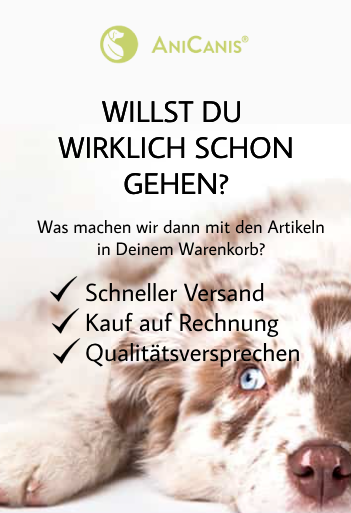 ANICANIS®
WILLST DU
WIRKLICH SCHON
GEHEN?
Was machen wir dann mit den Artikeln
in Deinem Warenkorb?
✓ Schneller Versand
✓ Kauf auf Rechnung
✓ Qualitätsversprechen